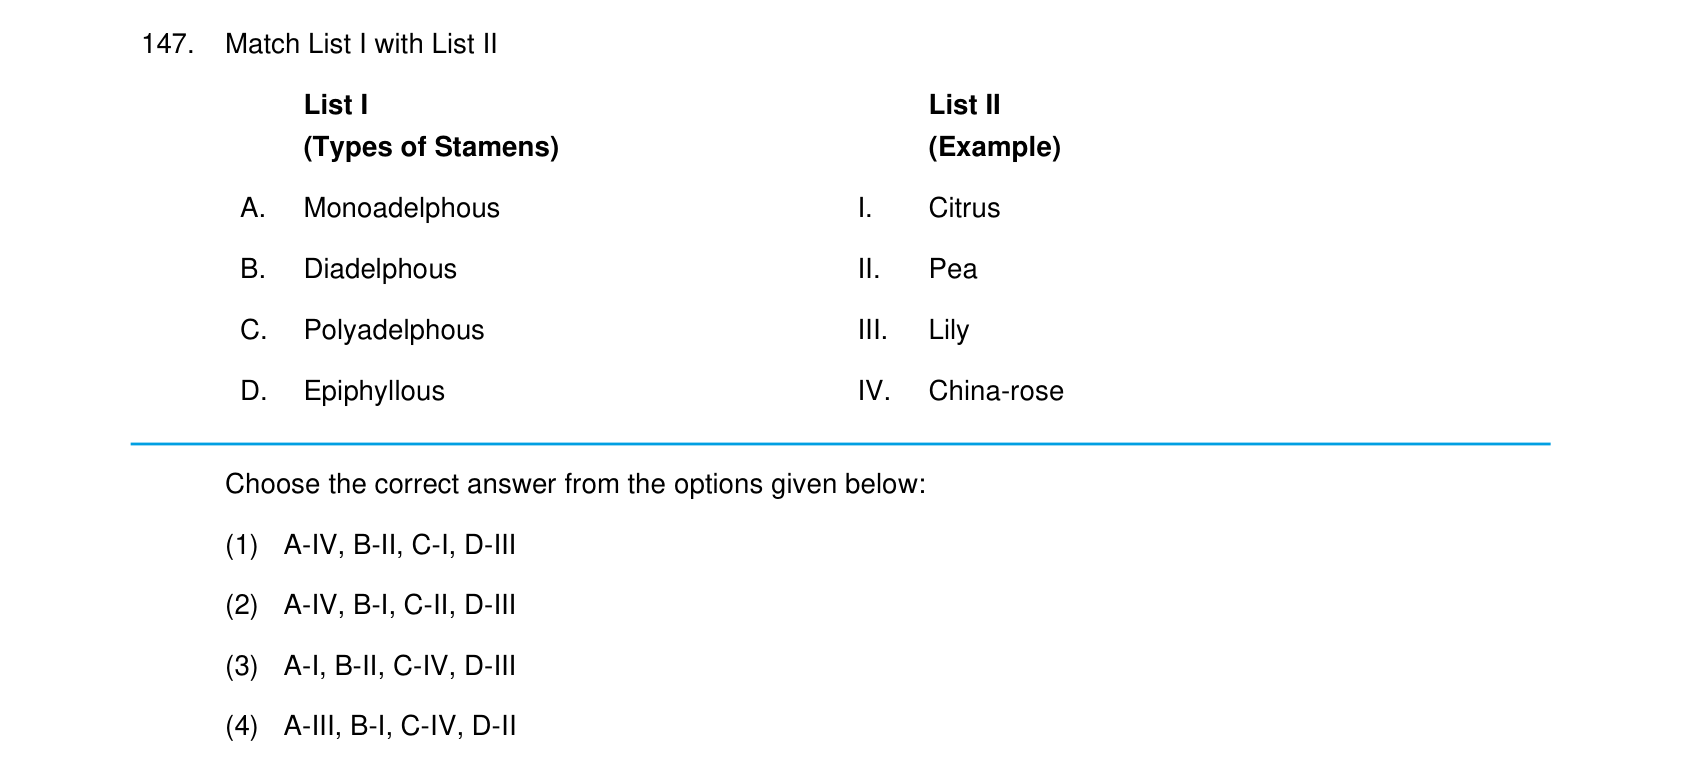 147. Match List I with List II
List I List II
(Types of Stamens) (Example)
A. Monoadelphous I. Citrus
B. Diadelphous II. Pea
C. Polyadelphous III. Lily
D. Epiphyllous IV. China-rose
Choose the correct answer from the options given below:
(1) A-IV, B-II, C-I, D-III
(2) A-IV, B-I, C-II, D-III
(3) A-I, B-II, C-IV, D-III
(4) A-III, B-I, C-IV, D-II